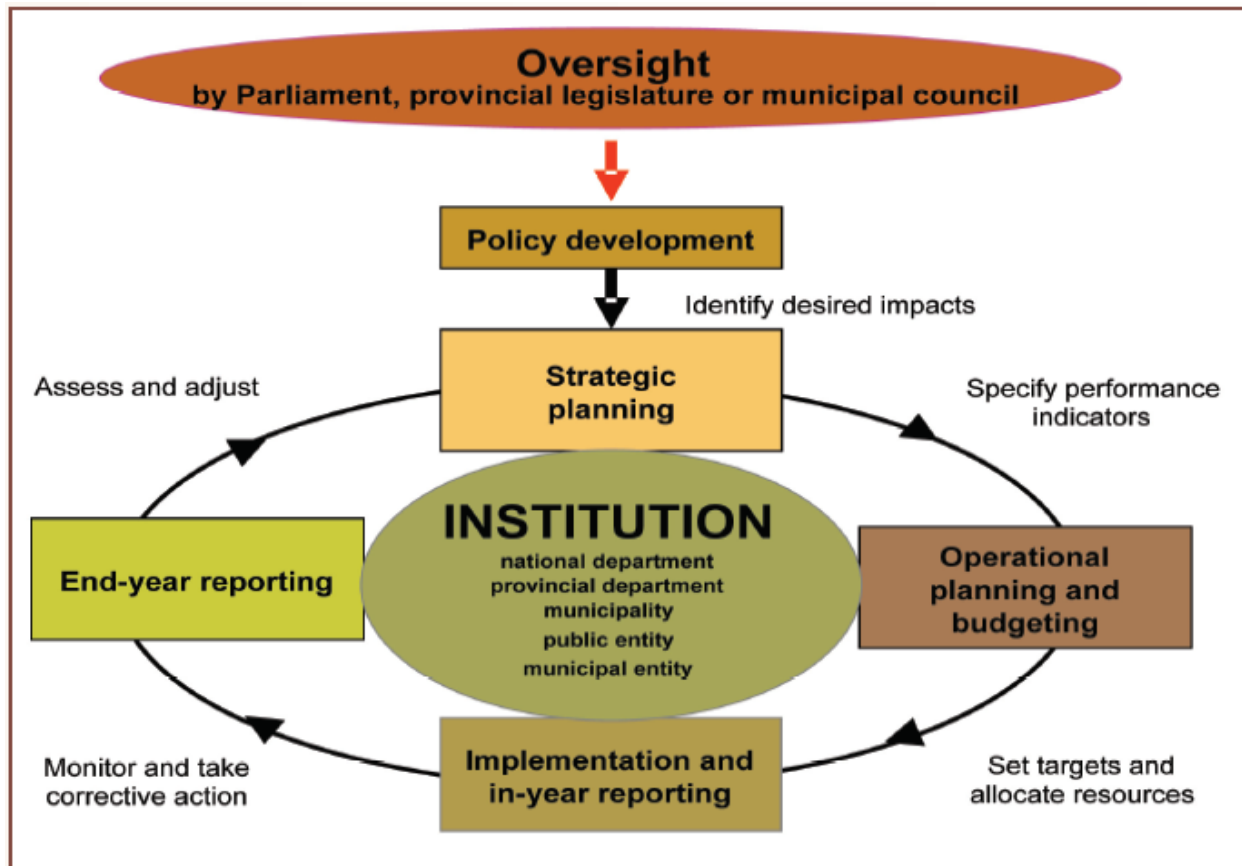 Oversight
by Parliament, provincial legislature or municipal council
Policy development
Identify desired impacts
Strategic
planning
Assess and adjust
Specify performance
indicators
INSTITUTION
national department
provincial department
municipality
public entity
municipal entity
End-year reporting
Operational
planning and
budgeting
Implementation and
in-year reporting
Monitor and take
corrective action
Set targets and
allocate resources